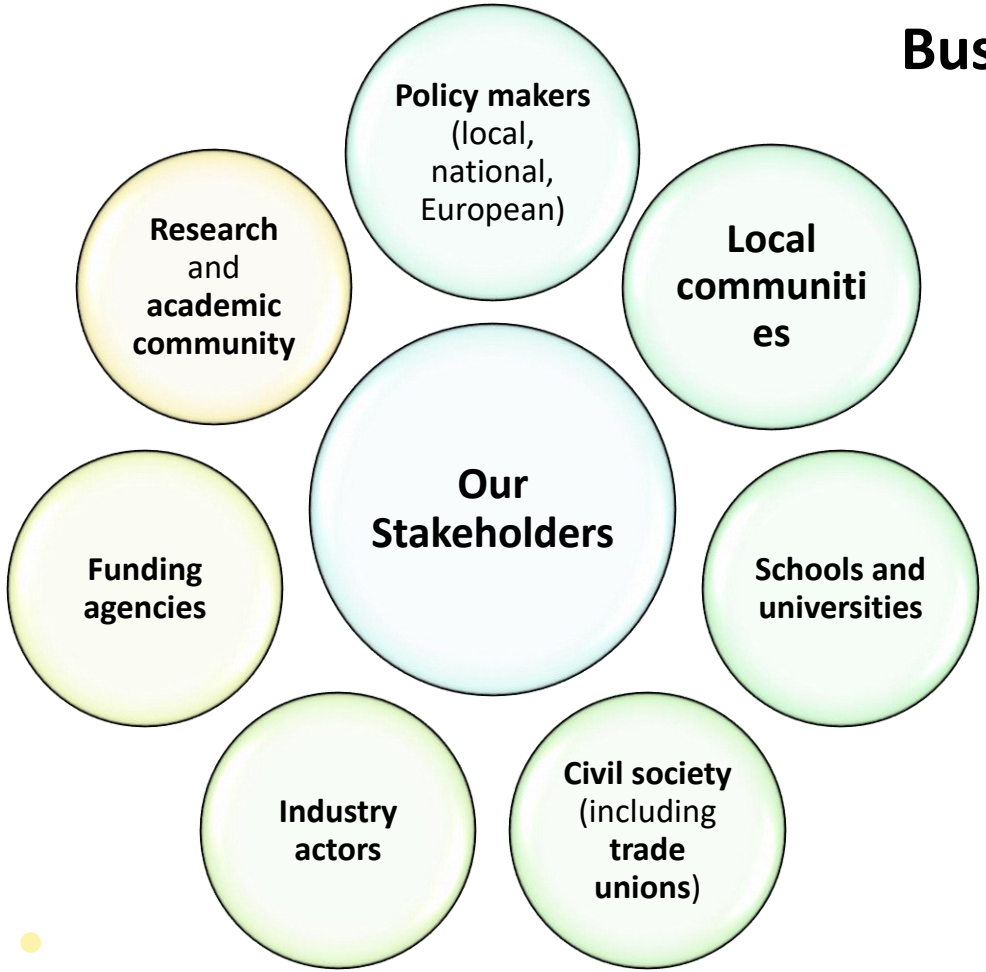 Bus
Policy makers
(local,
national,
European)
Local
communiti
es
Research
and
academic
community
Our
Stakeholders
Funding
agencies
Schools and
universities
Industry
actors
Civil society
(including
trade
unions)